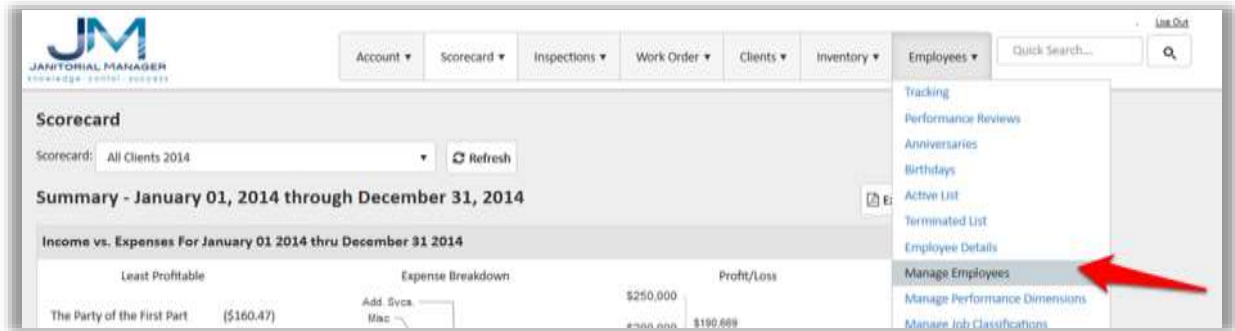 Log Out
JM
JANITORIAL MANAGER
Account ▾ Scorecard ▾ Inspections ▾ Work Order ▾ Clients ▾ Inventory ▾ Employees ▾ Quick Search...
Tracking
Performance Reviews
Anniversaries
Birthdays
Active List
Terminated List
Employee Details
Manage Employees
Manage Performance Dimensions
Manage Job Classifications
Scorecard
Scorecard: All Clients 2014 ▾ Refresh
Summary - January 01, 2014 through December 31, 2014
Income vs. Expenses For January 01 2014 thru December 31 2014
Least Profitable Expense Breakdown Profit/Loss
The Party of the First Part ($160.47)
Add. Svcs.
Misc
$250,000
$200,000
$190,669